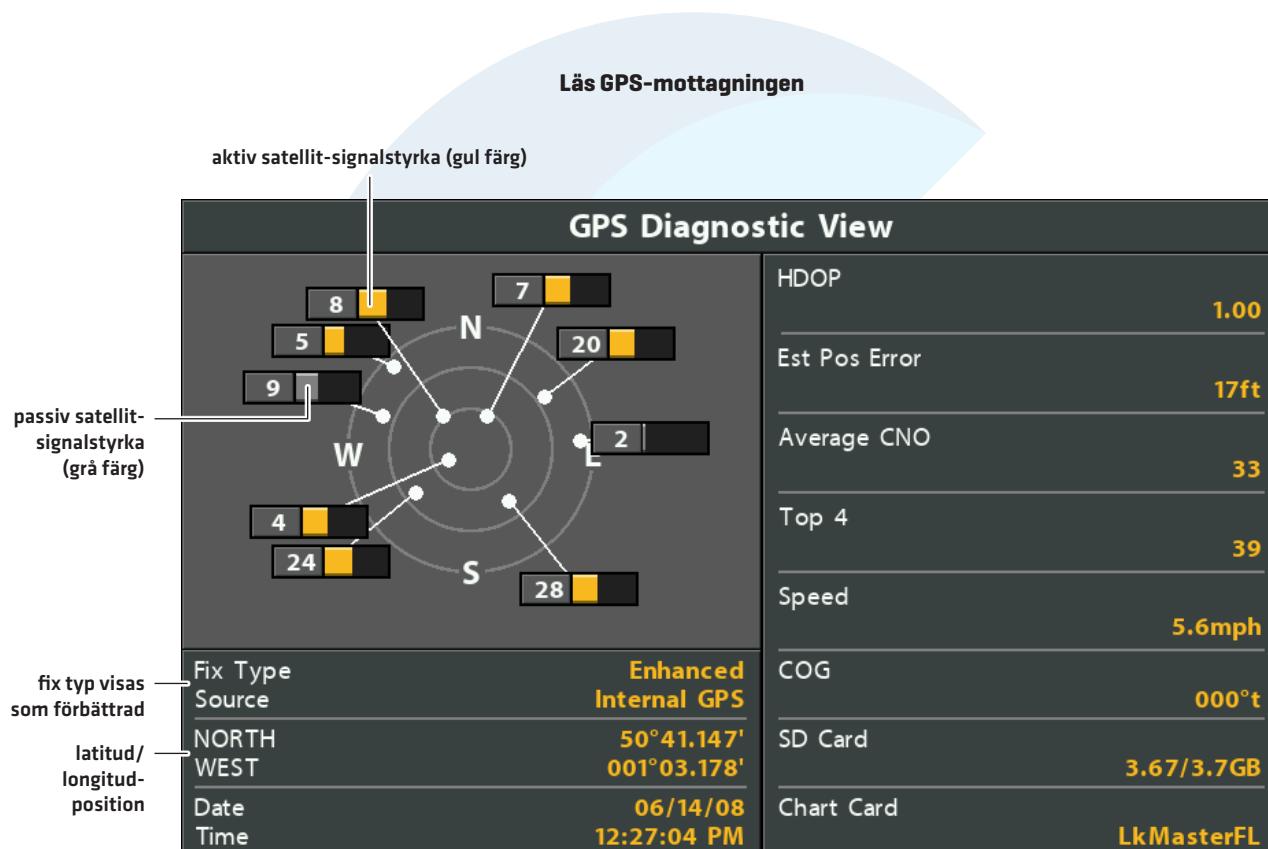 Läs GPS-mottagningen
aktiv satellit-signalstyrka (gul färg)
GPS Diagnostic View
8
7
5
20
9
2
4
24
28
N
W
E
S
passiv satellit-
signalstyrka
(grå färg)
fix typ visas
som förbättrad
latitud/
longitud-
position
Fix Type Enhanced
Source Internal GPS
NORTH 50°41.147'
WEST 001°03.178'
Date 06/14/08
Time 12:27:04 PM
HDOP
1.00
Est Pos Error
17ft
Average CNO
33
Top 4
39
Speed
5.6mph
COG
000°t
SD Card
3.67/3.7GB
Chart Card
LkMasterFL